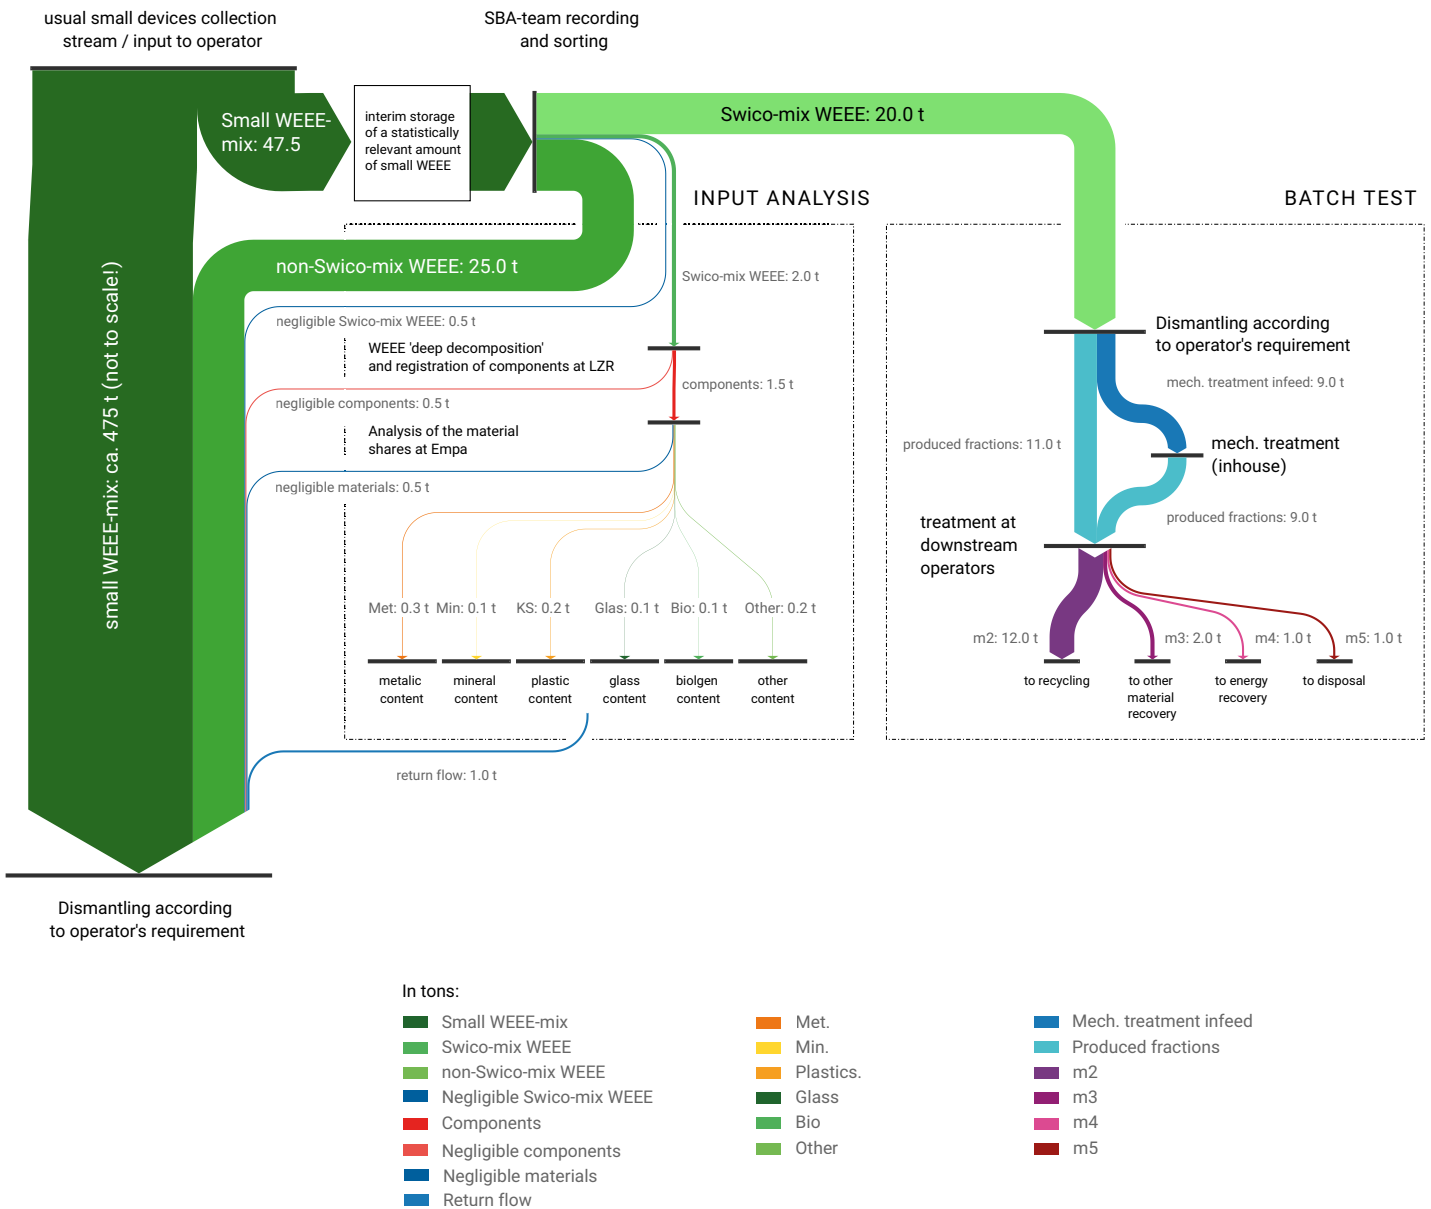 usual small devices collection
stream / input to operator
SBA-team recording
and sorting
Small WEEE-
mix: 47.5
interim storage
of a statistically
relevant amount
of small WEEE
Swico-mix WEEE: 20.0 t
INPUT ANALYSIS
BATCH TEST
non-Swico-mix WEEE: 25.0 t
Swico-mix WEEE: 2.0 t
negligible Swico-mix WEEE: 0.5 t
small WEEE-mix: ca. 475 t (not to scale!)
WEEE 'deep decomposition'
and registration of components at LZR
components: 1.5 t
negligible components: 0.5 t
Analysis of the material
shares at Empa
negligible materials: 0.5 t
Dismantling according
to operator's requirement
mech. treatment infeed: 9.0 t
produced fractions: 11.0 t
mech. treatment
(inhouse)
produced fractions: 9.0 t
treatment at
downstream
operators
Met: 0.3 t
Min: 0.1 t
KS: 0.2 t
Glas: 0.1 t
Bio: 0.1 t
Other: 0.2 t
m2: 12.0 t
m3: 2.0 t
m4: 1.0 t
m5: 1.0 t
metalic
content
mineral
content
plastic
content
glass
content
biolgen
content
other
content
to recycling
to other
material
recovery
to energy
recovery
to disposal
return flow: 1.0 t
Dismantling according
to operator's requirement
In tons:
Small WEEE-mix
Swico-mix WEEE
non-Swico-mix WEEE
Negligible Swico-mix WEEE
Components
Negligible components
Negligible materials
Return flow
Met.
Min.
Plastics.
Glass
Bio
Other
Mech. treatment infeed
Produced fractions
m2
m3
m4
m5